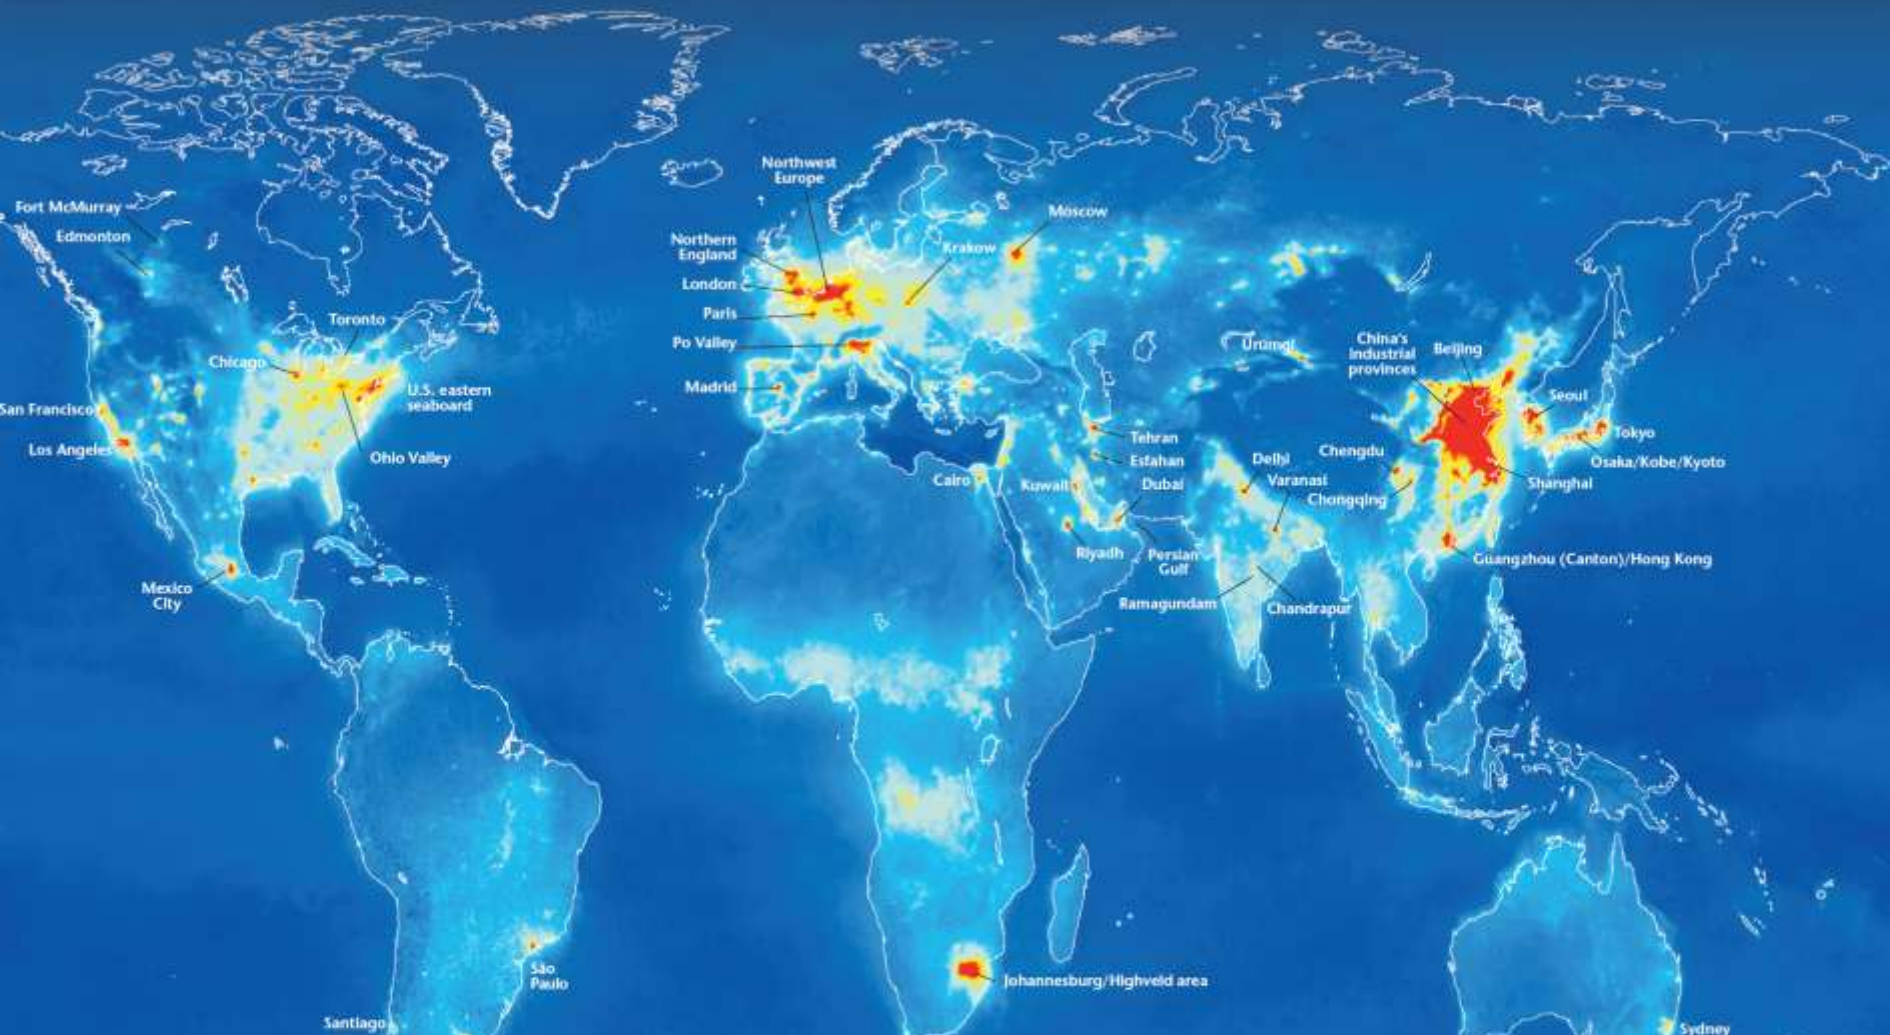 Northwest
Europe
Fort McMurray
Edmonton
Moscow
Northern
England
Krakow
London
Paris
Toronto
Po Valley
Chicago
Madrid
U.S. eastern
seaboard
San Francisco
Los Angeles
Ohio Valley
Urumqi
China's
industrial
provinces
Beijing
Seoul
Tokyo
Osaka/Kobe/Kyoto
Tehran
Esfahan
Cairo
Kuwait
Dubai
Delhi
Varanasi
Chengdu
Chongqing
Shanghai
Riyadh
Persian
Gulf
Guangzhou (Canton)/Hong Kong
Mexico
City
Ramagundam
Chandrapur
São
Paulo
Johannesburg/Highveld area
Santiago
Sydney